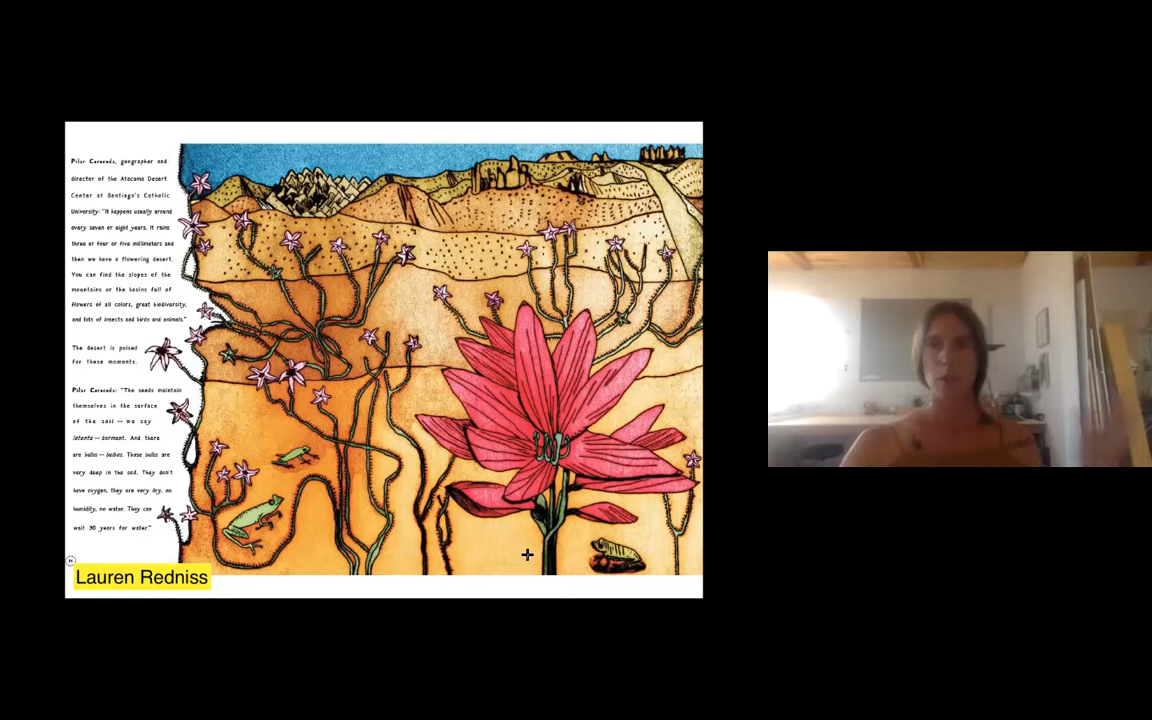 Pilar Cereceda, geographer and
director of the Atacama Desert
Center at Santiago's Catholic
University: "It happens usually around
every seven or eight years. It rains
three or four or five millimeters and
then we have a flowering desert.
You can find the slopes of the
mountains or the basins full of
flowers of all colors, great biodiversity,
and lots of insects and birds and animals."
The desert is poised
for these moments.
Pilar Cereceda: "The seeds maintain
themselves in the surface
of the soil -- we say
latente -- dormant. And there
are bulbs -- bulbos. Those bulbs are
very deep in the soil. They don't
have oxygen, they are very dry, no
humidity, no water. They can
wait 30 years for water."
Lauren Redniss